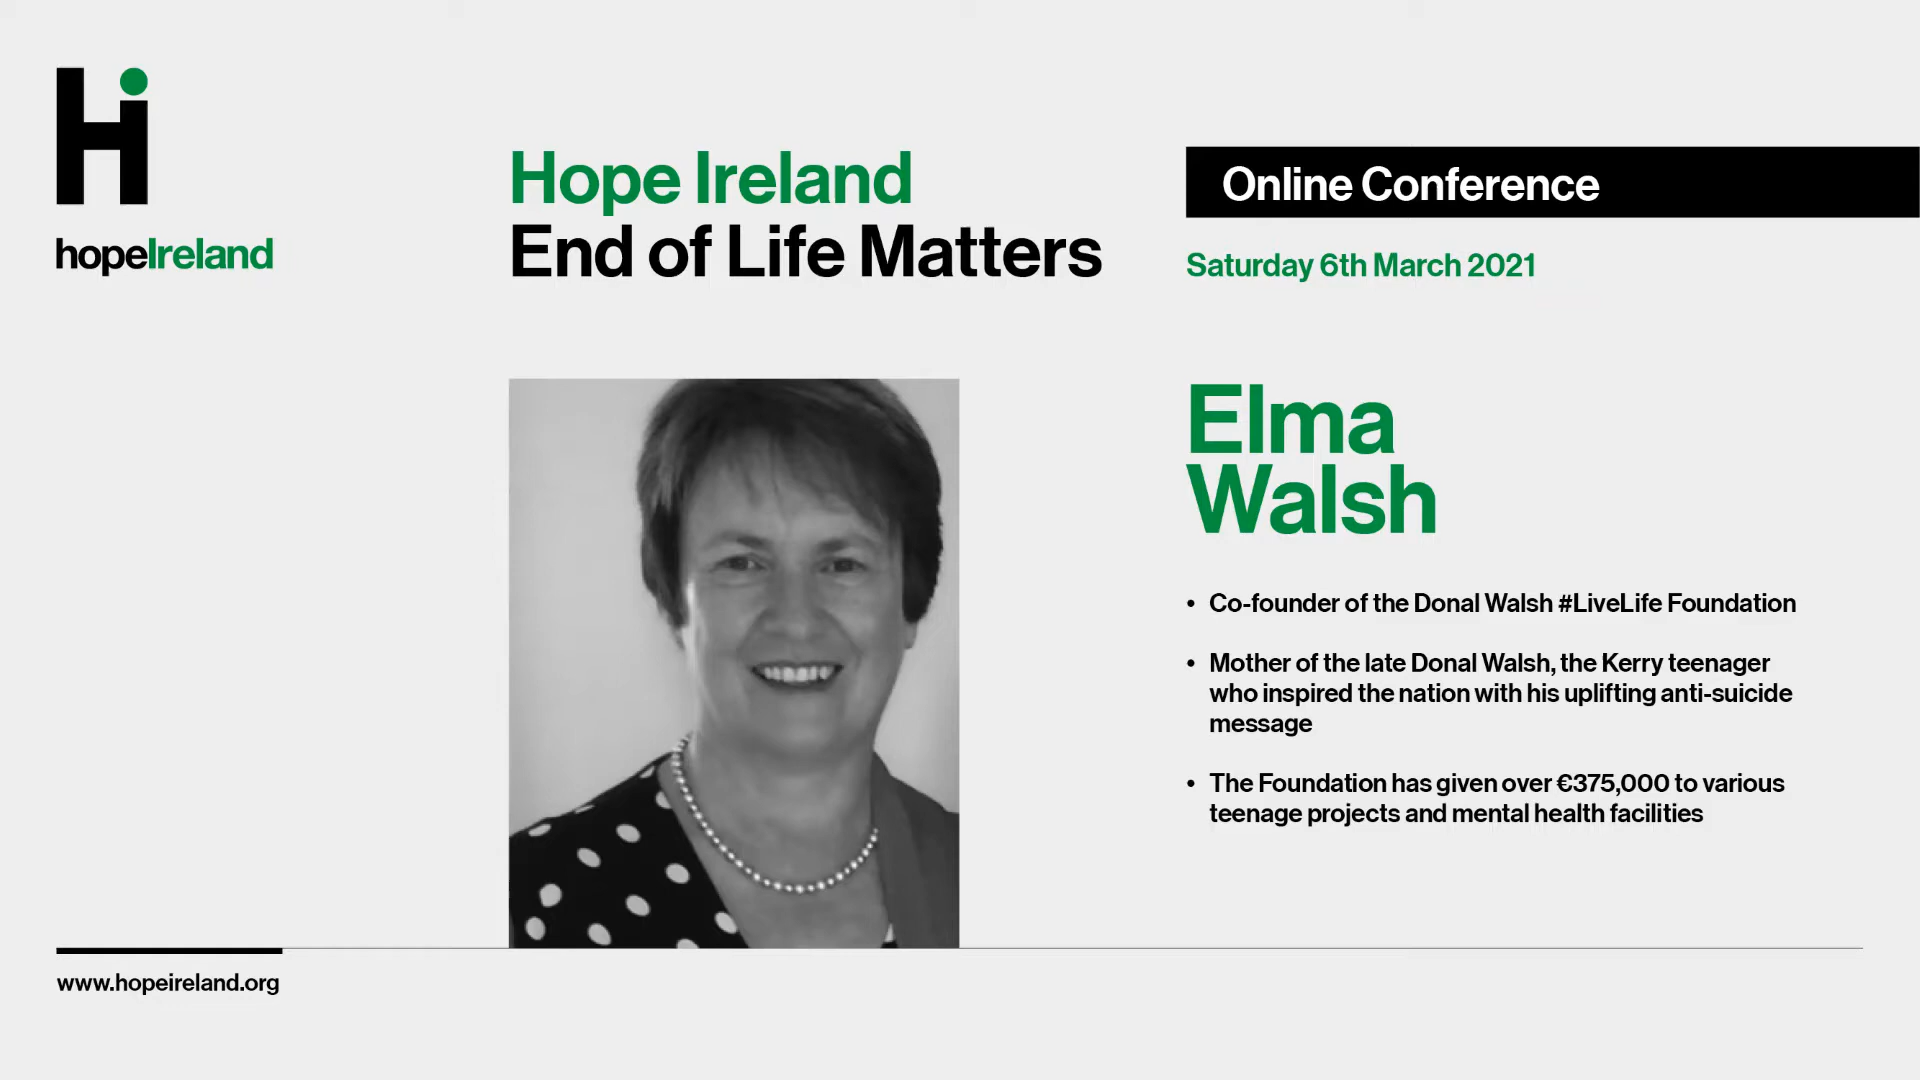 Hi
hopeIreland
Hope Ireland
End of Life Matters
Online Conference
Saturday 6th March 2021
Elma
Walsh
• Co-founder of the Donal Walsh #LiveLife Foundation
• Mother of the late Donal Walsh, the Kerry teenager
who inspired the nation with his uplifting anti-suicide
message
• The Foundation has given over €375,000 to various
teenage projects and mental health facilities
www.hopeireland.org